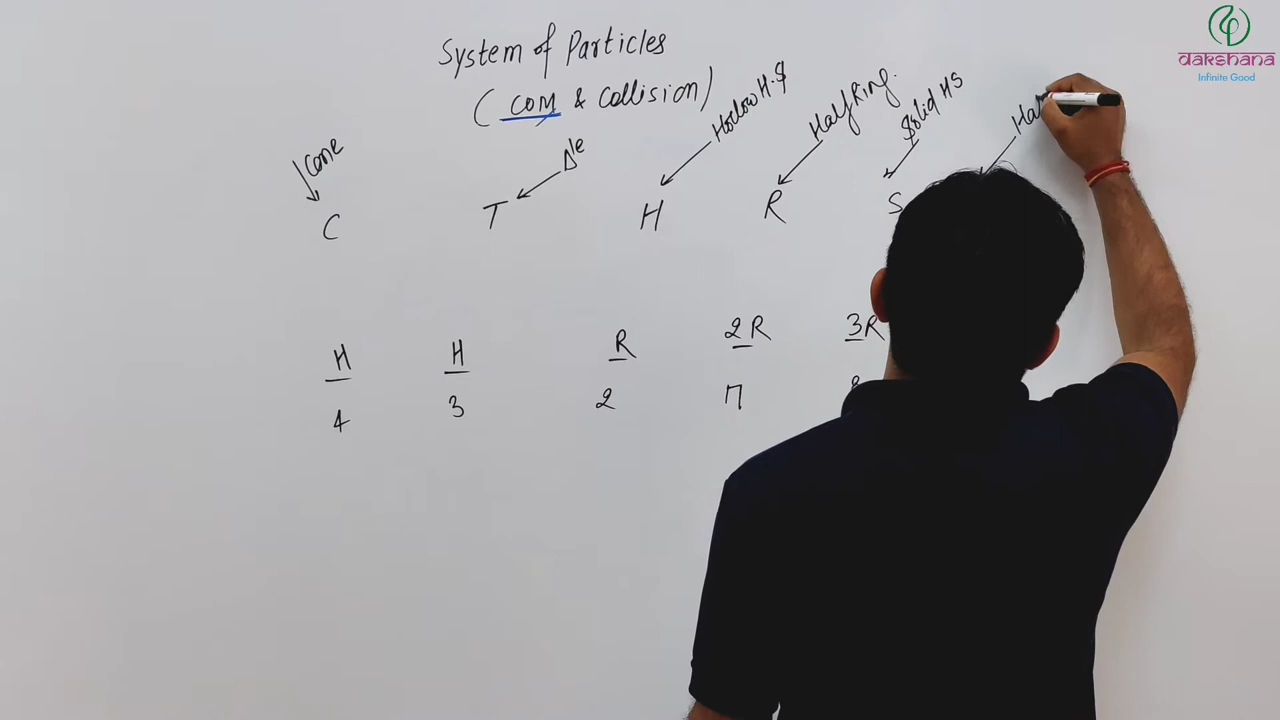 System of Particles
(COM & Collision)
Cone
Δle
Hollow H.S
Half Ring.
Solid HS
Ha
C T H R S
H H R 2R 3R
4 3 2 π 8
dakshana
Infinite Good